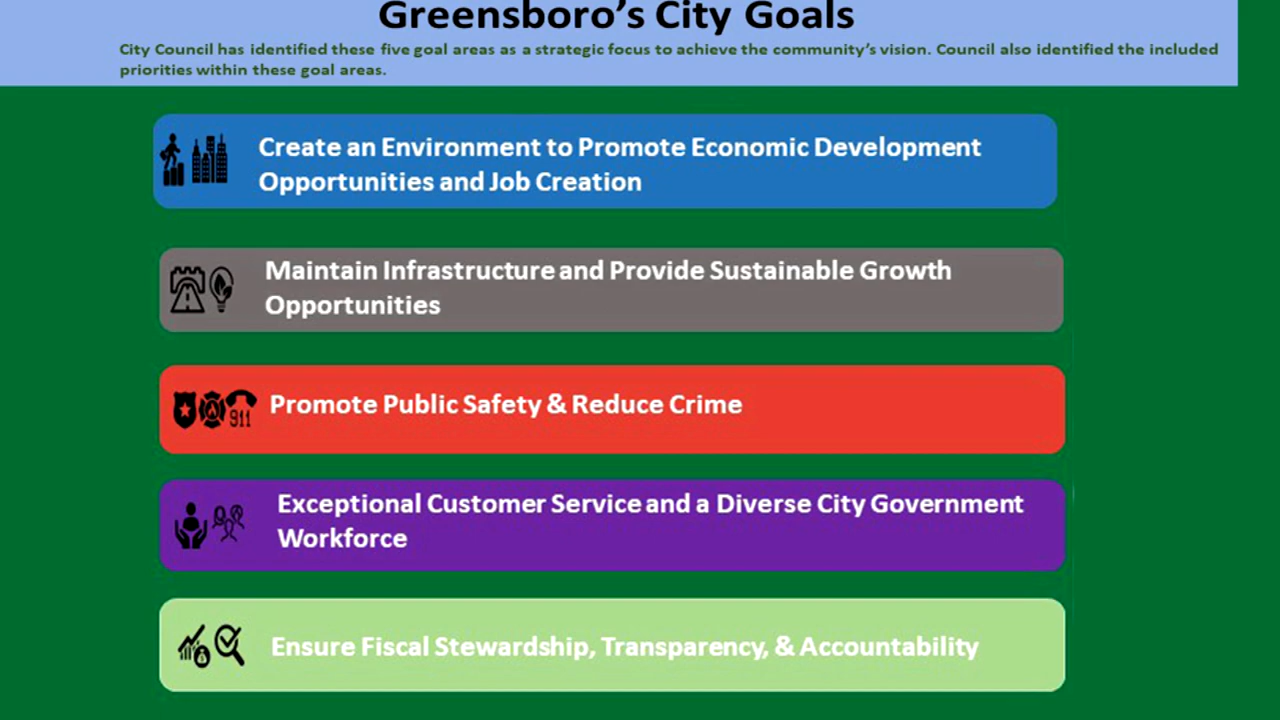 Greensboro’s City Goals
City Council has identified these five goal areas as a strategic focus to achieve the community’s vision. Council also identified the included
priorities within these goal areas.
Create an Environment to Promote Economic Development
Opportunities and Job Creation
Maintain Infrastructure and Provide Sustainable Growth
Opportunities
911
Promote Public Safety & Reduce Crime
Exceptional Customer Service and a Diverse City Government
Workforce
Ensure Fiscal Stewardship, Transparency, & Accountability